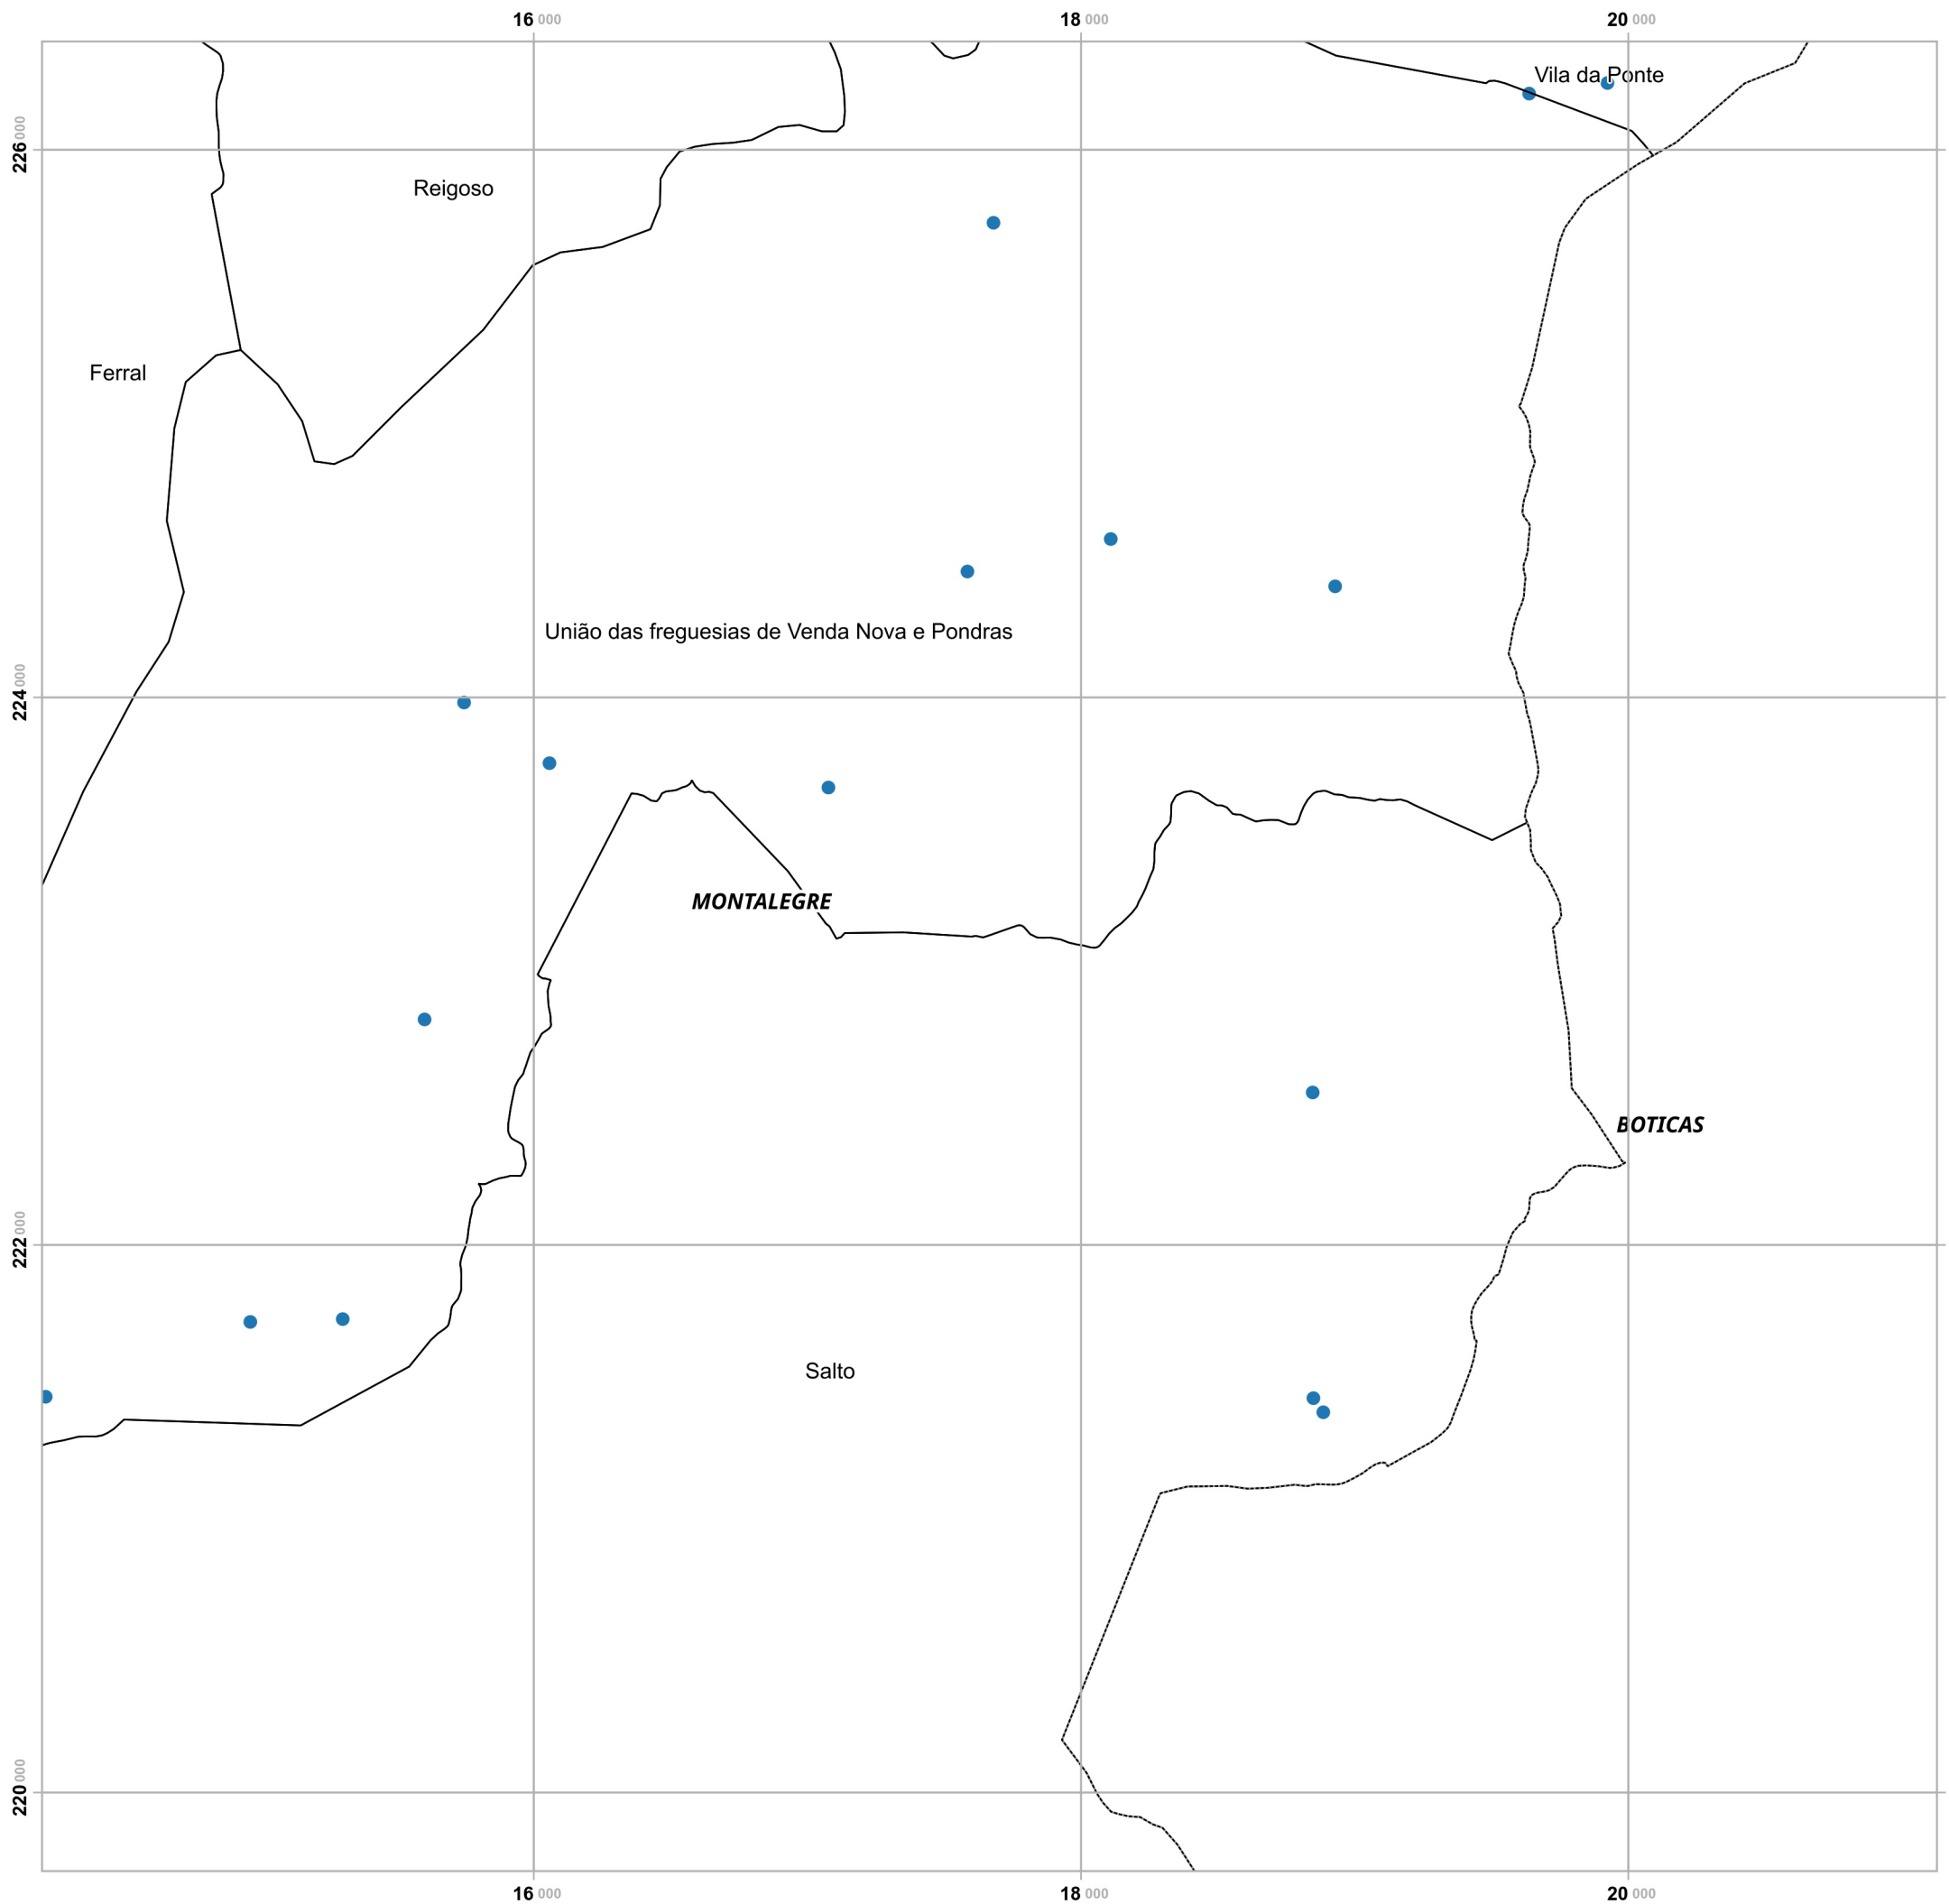 16 000 18 000 20 000
Vila da Ponte
226 000
Reigoso
Ferral
União das freguesias de Venda Nova e Pondras
224 000
MONTALEGRE
BOTICAS
222 000
Salto
220 000
16 000 18 000 20 000